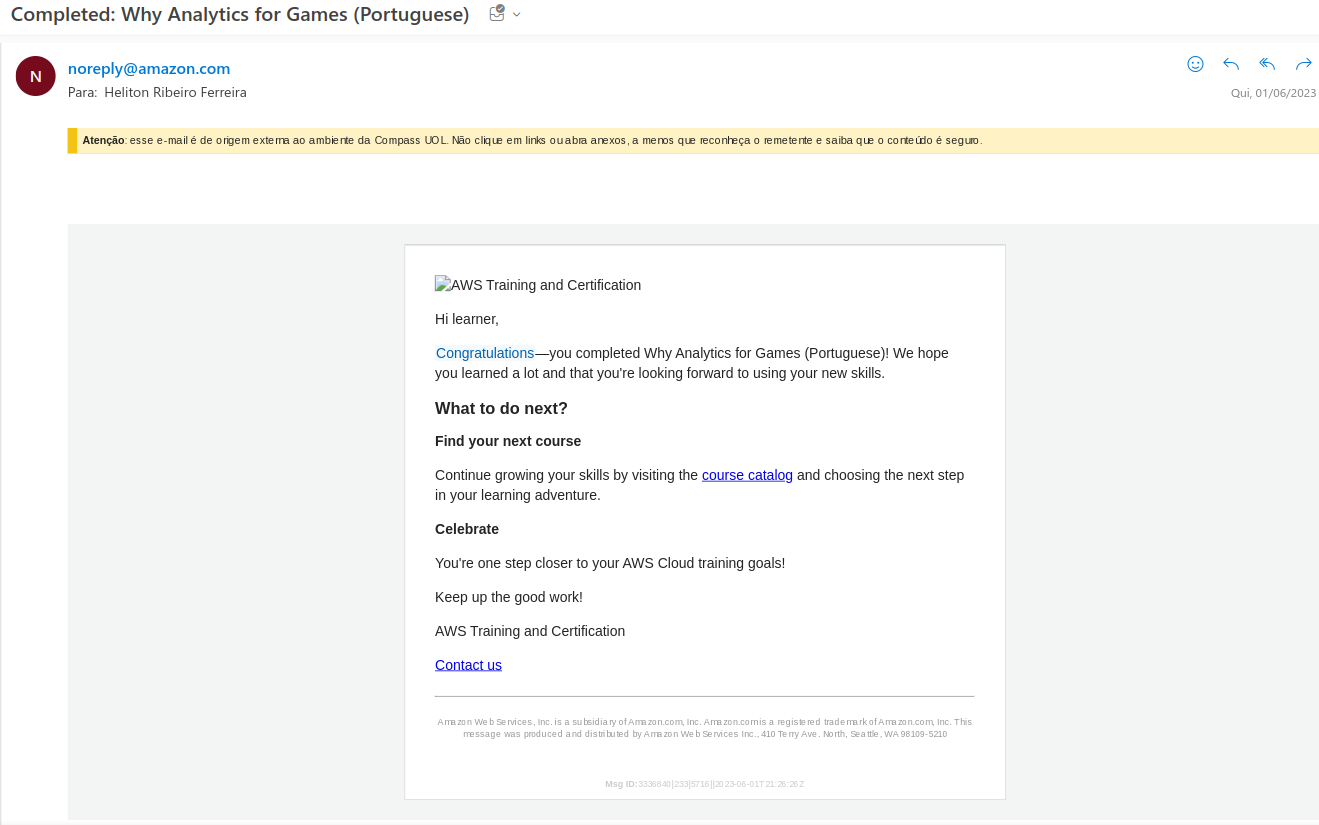 Completed: Why Analytics for Games (Portuguese)
N
noreply@amazon.com
Para: Heliton Ribeiro Ferreira
Qui, 01/06/2023
Atenção: esse e-mail é de origem externa ao ambiente da Compass UOL. Não clique em links ou abra anexos, a menos que reconheça o remetente e saiba que o conteúdo é seguro.
AWS Training and Certification
Hi learner,
Congratulations—you completed Why Analytics for Games (Portuguese)! We hope
you learned a lot and that you're looking forward to using your new skills.
What to do next?
Find your next course
Continue growing your skills by visiting the course catalog and choosing the next step
in your learning adventure.
Celebrate
You're one step closer to your AWS Cloud training goals!
Keep up the good work!
AWS Training and Certification
Contact us
Amazon Web Services, Inc. is a subsidiary of Amazon.com, Inc. Amazon.com is a registered trademark of Amazon.com, Inc. This
message was produced and distributed by Amazon Web Services Inc., 410 Terry Ave. North, Seattle, WA 98109-5210
Msg ID:3336840|233|5716||2023-06-01T21:26:26Z